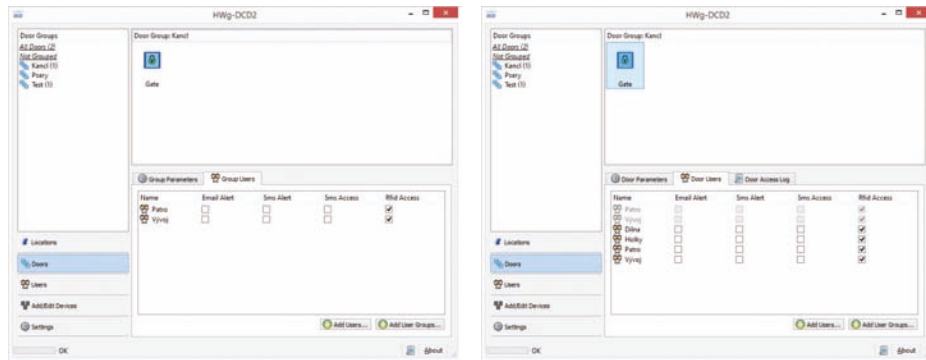 HWg-DCD2
Door Groups
All Doors (2)
Not Grouped
Kancl (1)
Psery
Test (1)
Locations
Doors
Users
Add/Edit Devices
Settings
Door Group: Kancl
Gate
Group Parameters Group Users
Name Email Alert Sms Alert Sms Access Rfid Access
Patro
Vývoj
Add Users... Add User Groups...
OK About
HWg-DCD2
Door Groups
All Doors (2)
Not Grouped
Kancl (1)
Psery
Test (1)
Locations
Doors
Users
Add/Edit Devices
Settings
Door Group: Kancl
Gate
Door Parameters Door Users Door Access Log
Name Email Alert Sms Alert Sms Access Rfid Access
Patro
Vývoj
Dílna
Holky
Patro
Vývoj
Add Users... Add User Groups...
OK About